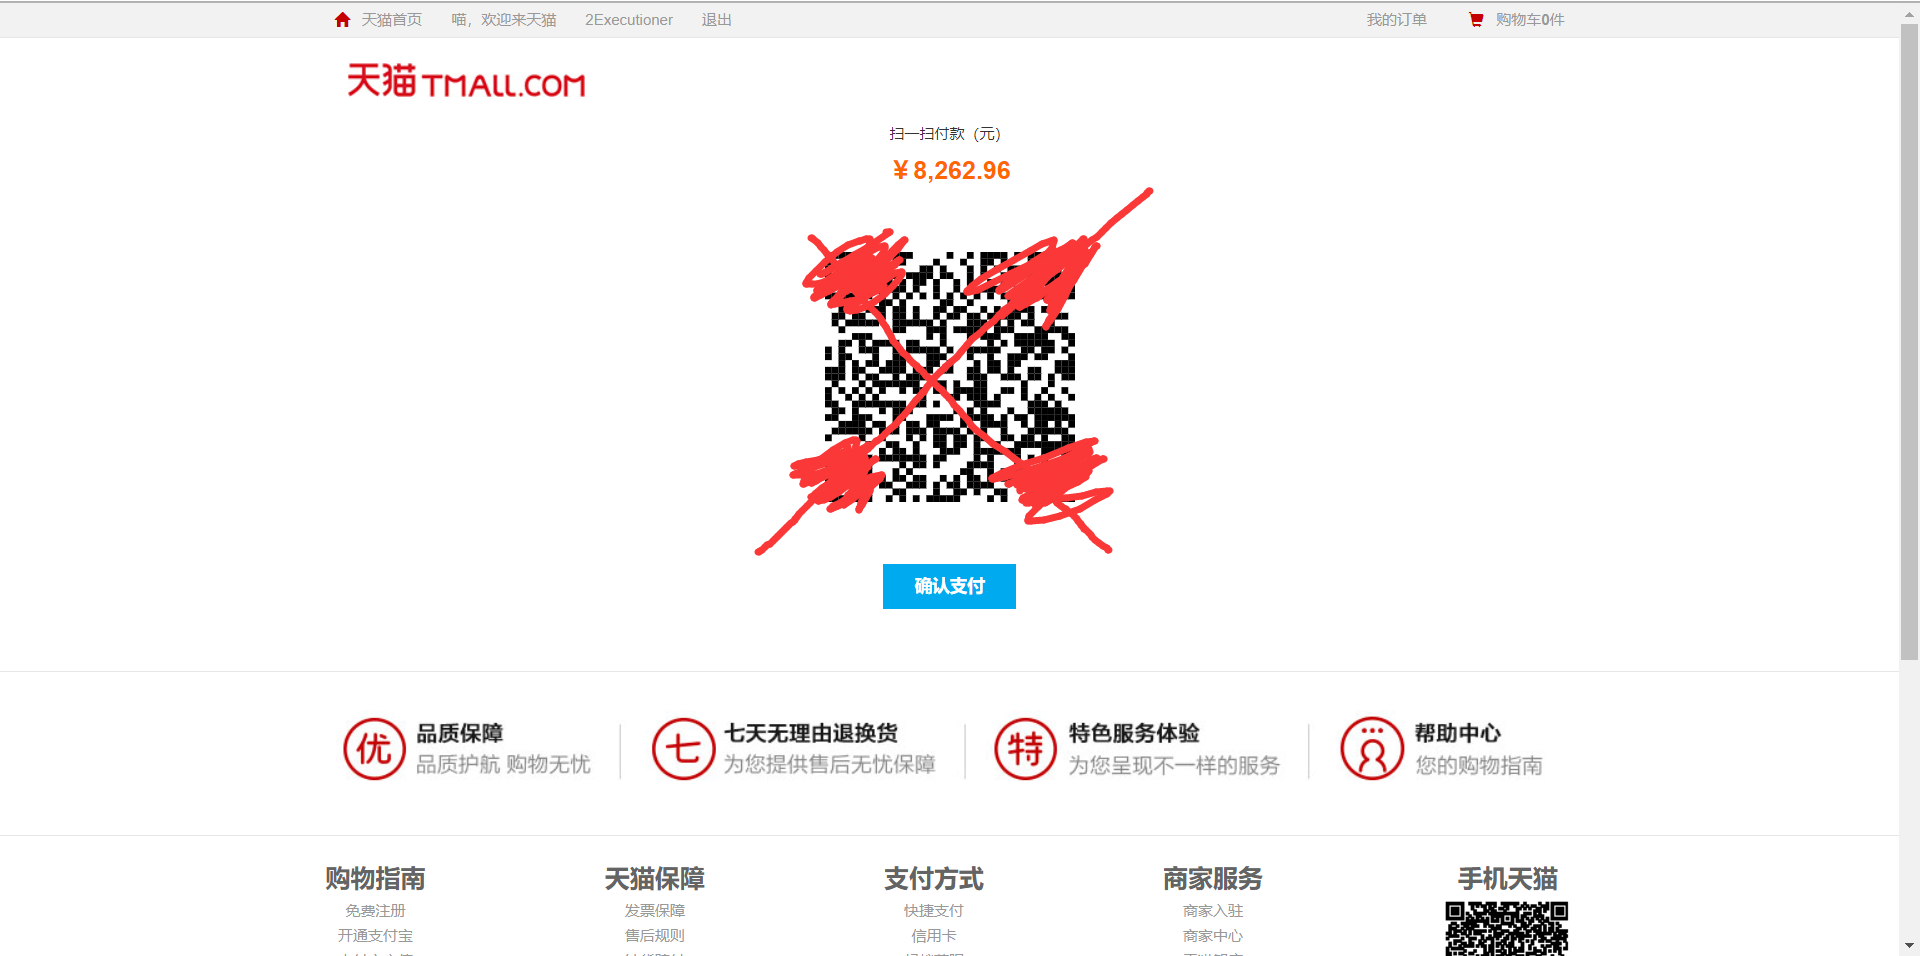 天猫首页 喵，欢迎来天猫 2Executioner 退出 我的订单 购物车0件
天猫 TMALL.COM
扫一扫付款（元）
¥8,262.96
确认支付
优 品质保障
品质护航 购物无忧
七 七天无理由退换货
为您提供售后无忧保障
特 特色服务体验
为您呈现不一样的服务
帮助中心
您的购物指南
购物指南 天猫保障 支付方式 商家服务 手机天猫
免费注册 发票保障 快捷支付 商家入驻
开通支付宝 售后规则 信用卡 商家中心